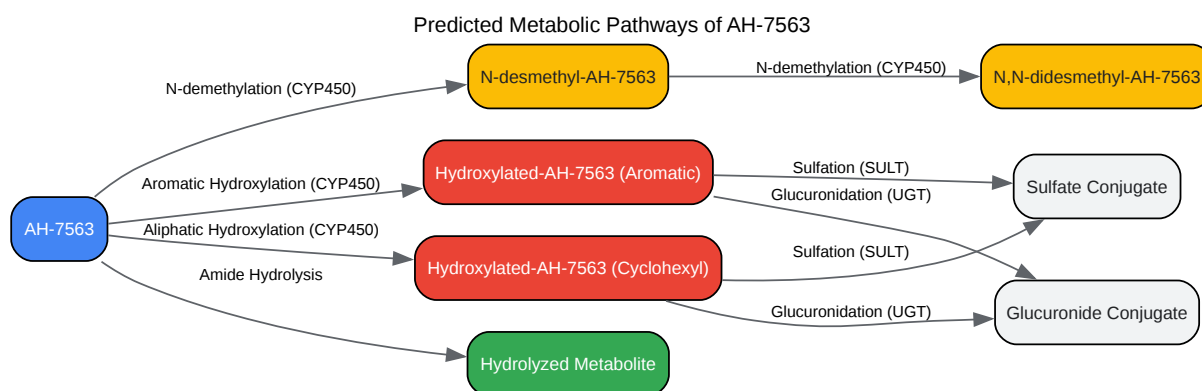 Predicted Metabolic Pathways of AH-7563
N-demethylation (CYP450)
N-desmethyl-AH-7563
N-demethylation (CYP450)
N,N-didesmethyl-AH-7563
AH-7563
Aromatic Hydroxylation (CYP450)
Hydroxylated-AH-7563 (Aromatic)
Sulfation (SULT)
Glucuronidation (UGT)
Sulfate Conjugate
Aliphatic Hydroxylation (CYP450)
Hydroxylated-AH-7563 (Cyclohexyl)
Sulfation (SULT)
Glucuronidation (UGT)
Glucuronide Conjugate
Amide Hydrolysis
Hydrolyzed Metabolite